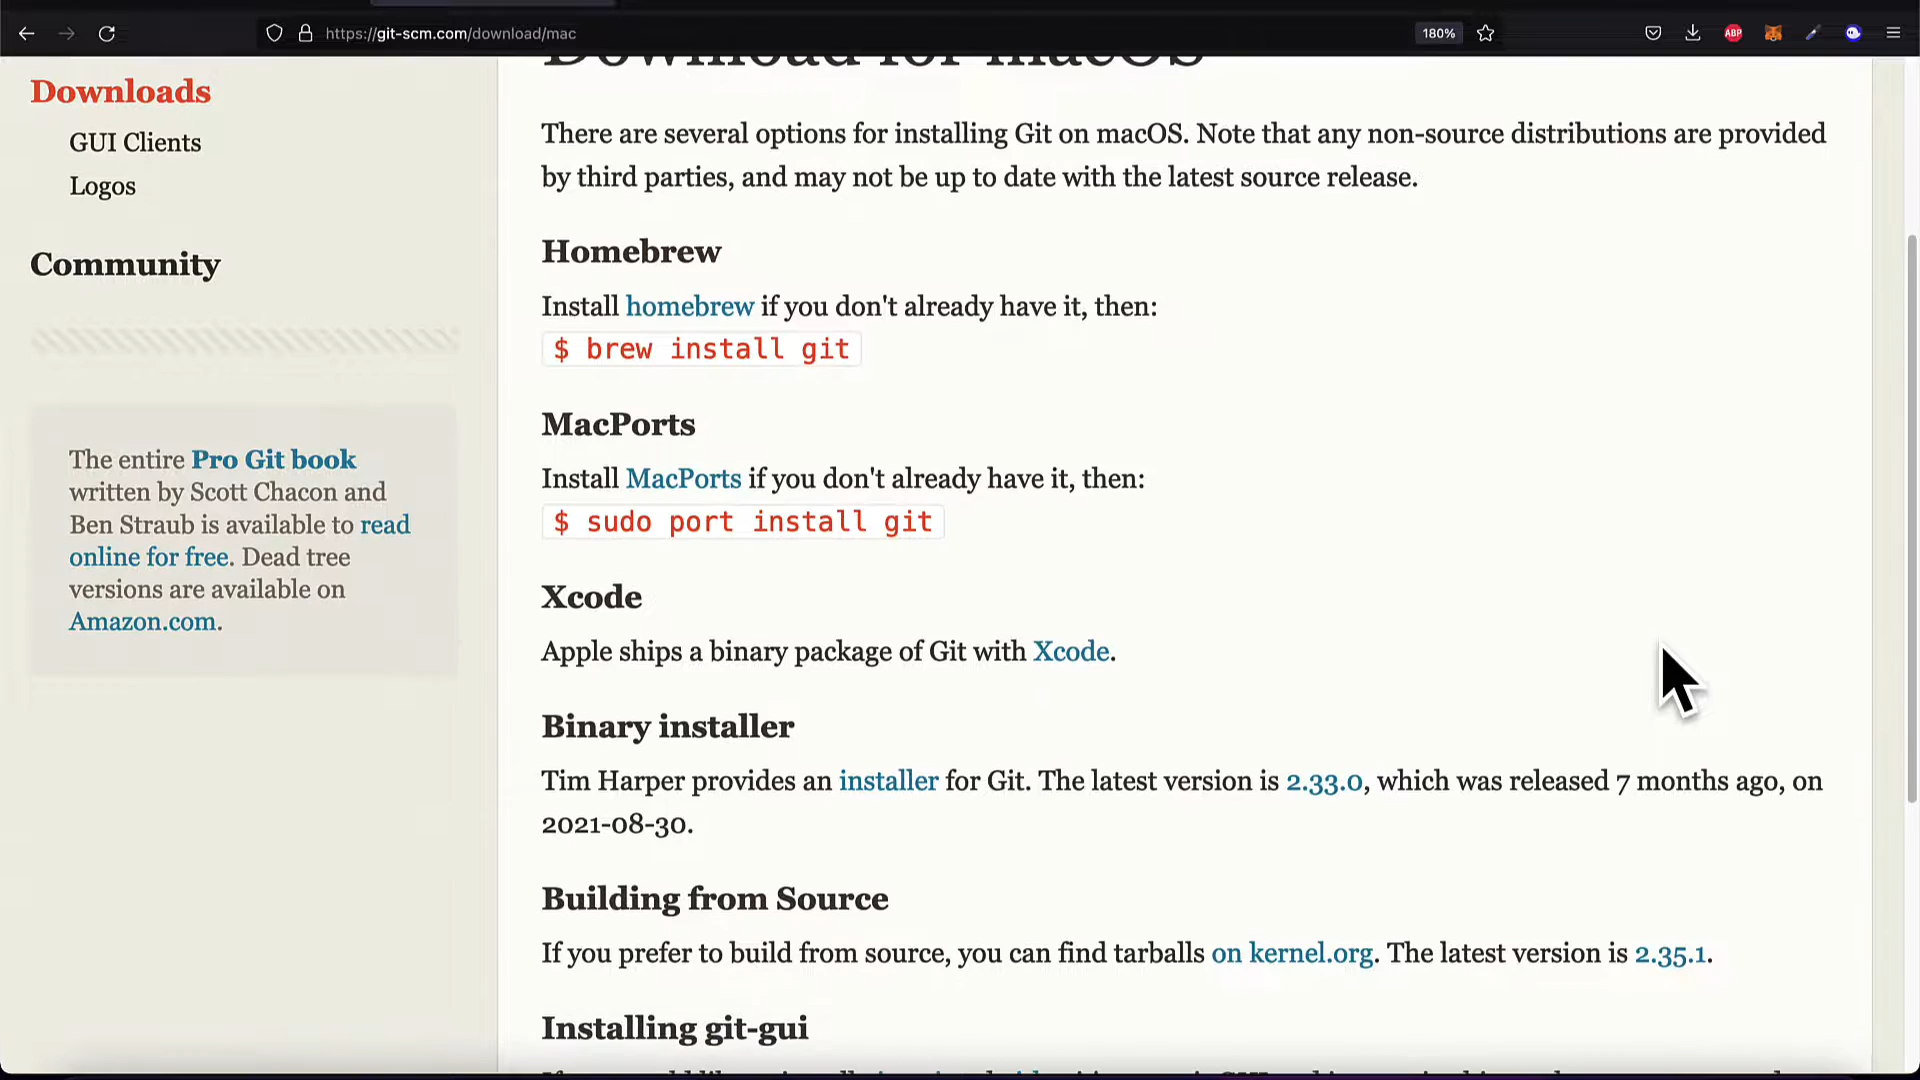 https://git-scm.com/download/mac
180%
ABP
Downloads
GUI Clients
Logos
Community
The entire Pro Git book
written by Scott Chacon and
Ben Straub is available to read
online for free. Dead tree
versions are available on
Amazon.com.
Download for macOS
There are several options for installing Git on macOS. Note that any non-source distributions are provided
by third parties, and may not be up to date with the latest source release.
Homebrew
Install homebrew if you don't already have it, then:
$ brew install git
MacPorts
Install MacPorts if you don't already have it, then:
$ sudo port install git
Xcode
Apple ships a binary package of Git with Xcode.
Binary installer
Tim Harper provides an installer for Git. The latest version is 2.33.0, which was released 7 months ago, on
2021-08-30.
Building from Source
If you prefer to build from source, you can find tarballs on kernel.org. The latest version is 2.35.1.
Installing git-gui